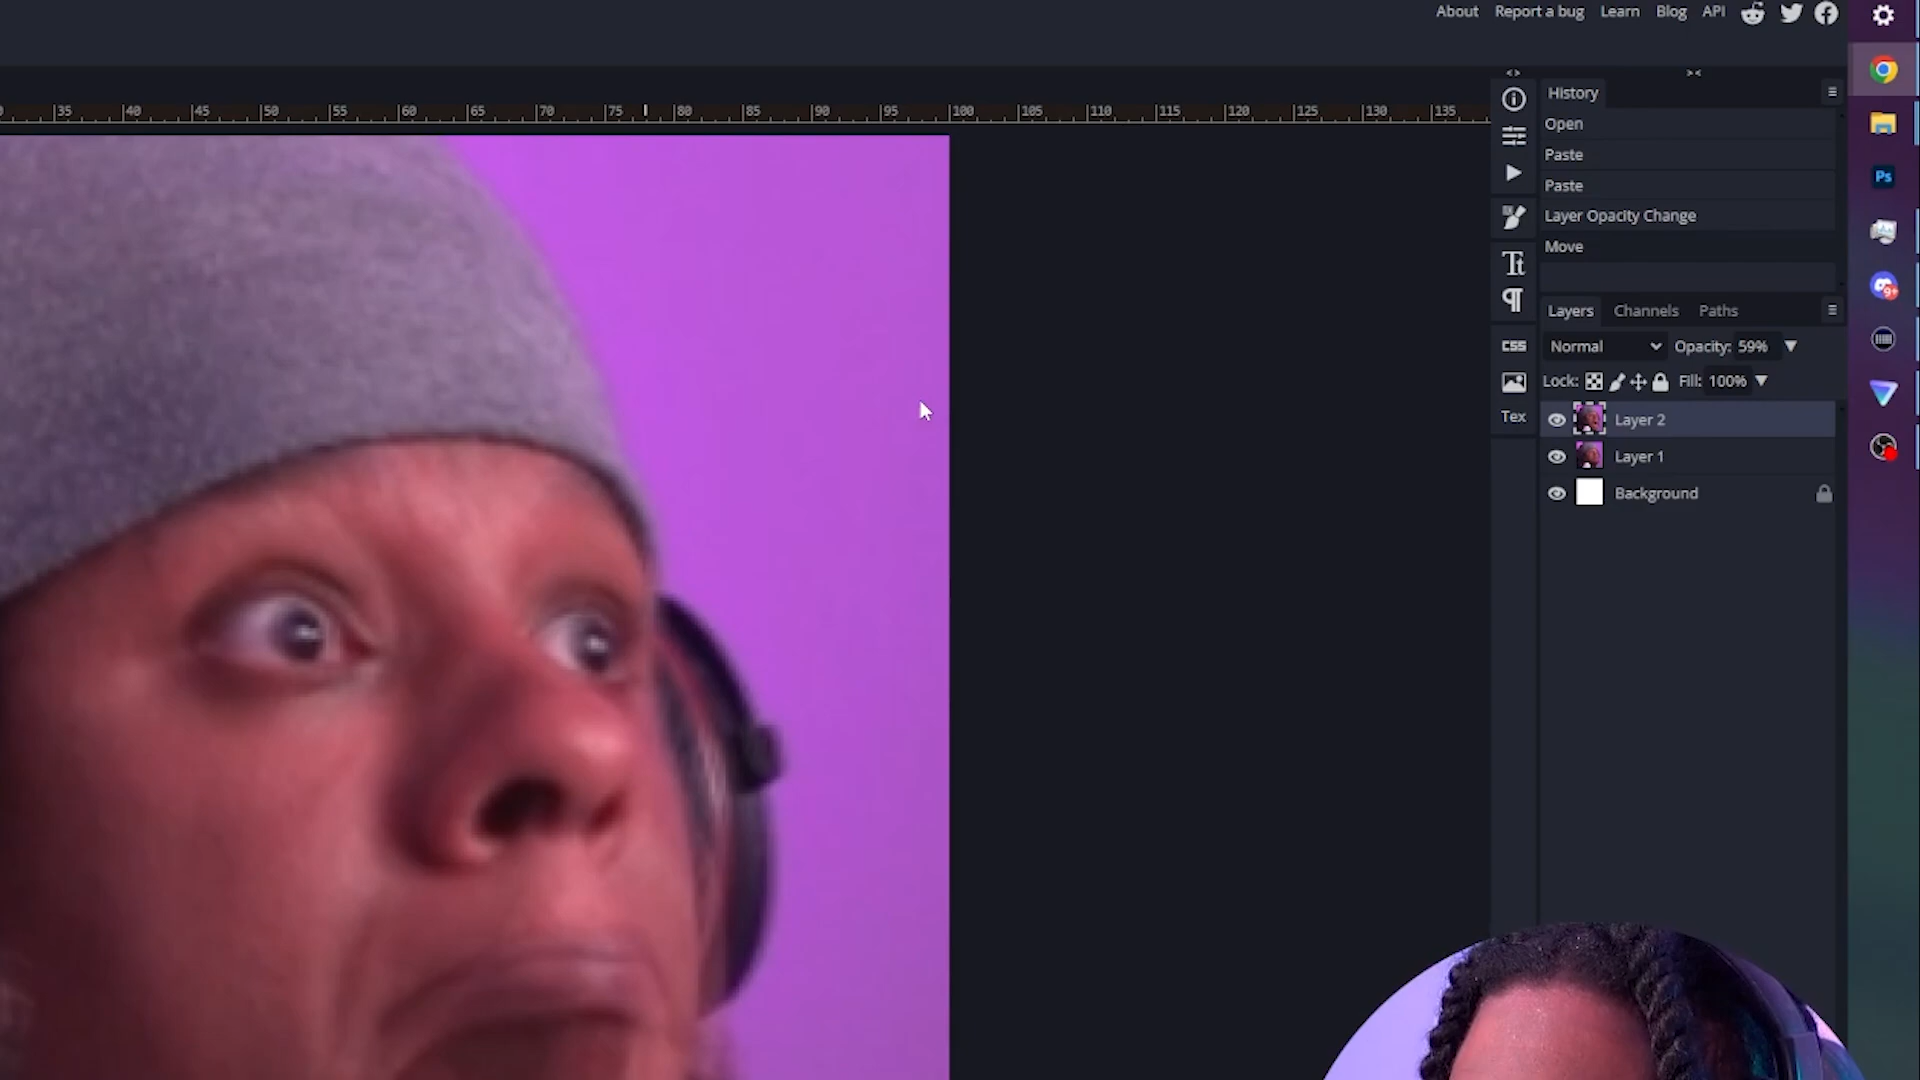 About Report a bug Learn Blog API
35 40 45 50 55 60 65 70 75 80 85 90 95 100 105 110 115 120 125 130 135
History
Open
Paste
Paste
Layer Opacity Change
Move
Layers Channels Paths
Normal Opacity: 59%
Lock: Fill: 100%
Layer 2
Layer 1
Background
CSS
Tex
Ps
9+